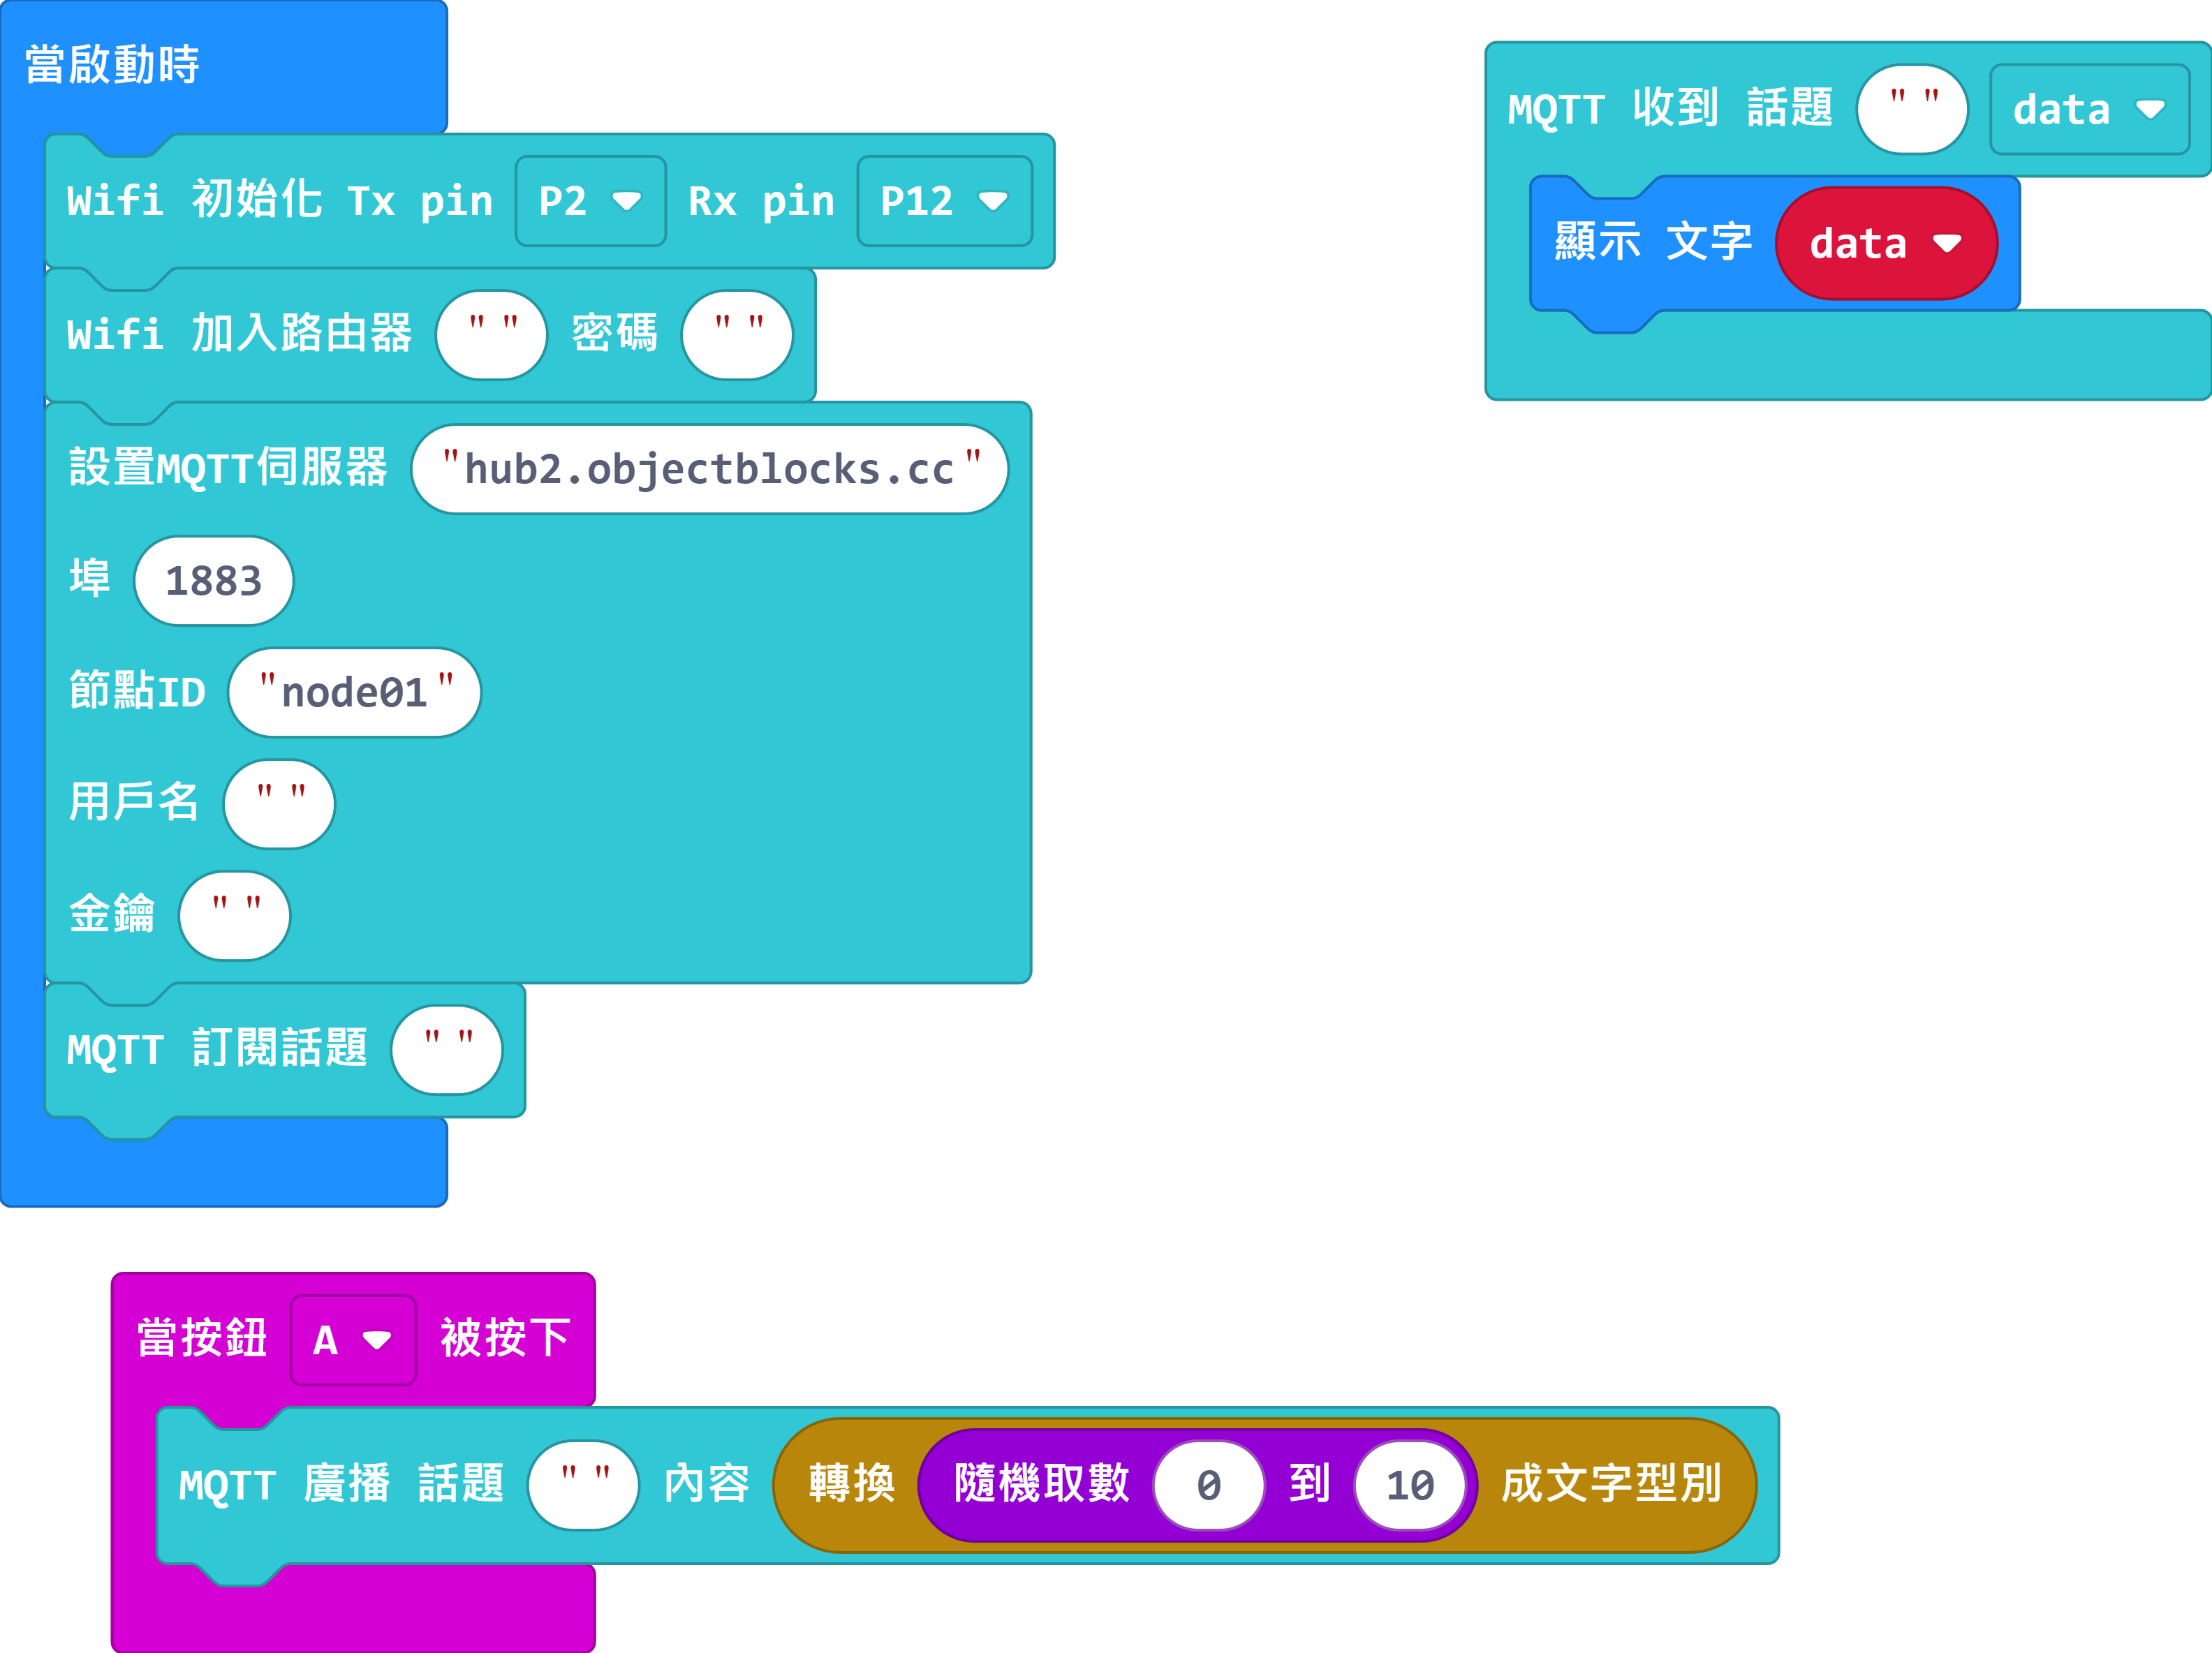 當啟動時
Wifi 初始化 Tx pin P2 Rx pin P12
Wifi 加入路由器 " " 密碼 " "
設置MQTT伺服器 "hub2.objectblocks.cc"
埠 1883
節點ID "node01"
用戶名 " "
金鑰 " "
MQTT 訂閱話題 " "
MQTT 收到 話題 " " data
顯示 文字 data
當按鈕 A 被按下
MQTT 廣播 話題 " " 內容 轉換 隨機取數 0 到 10 成文字型別